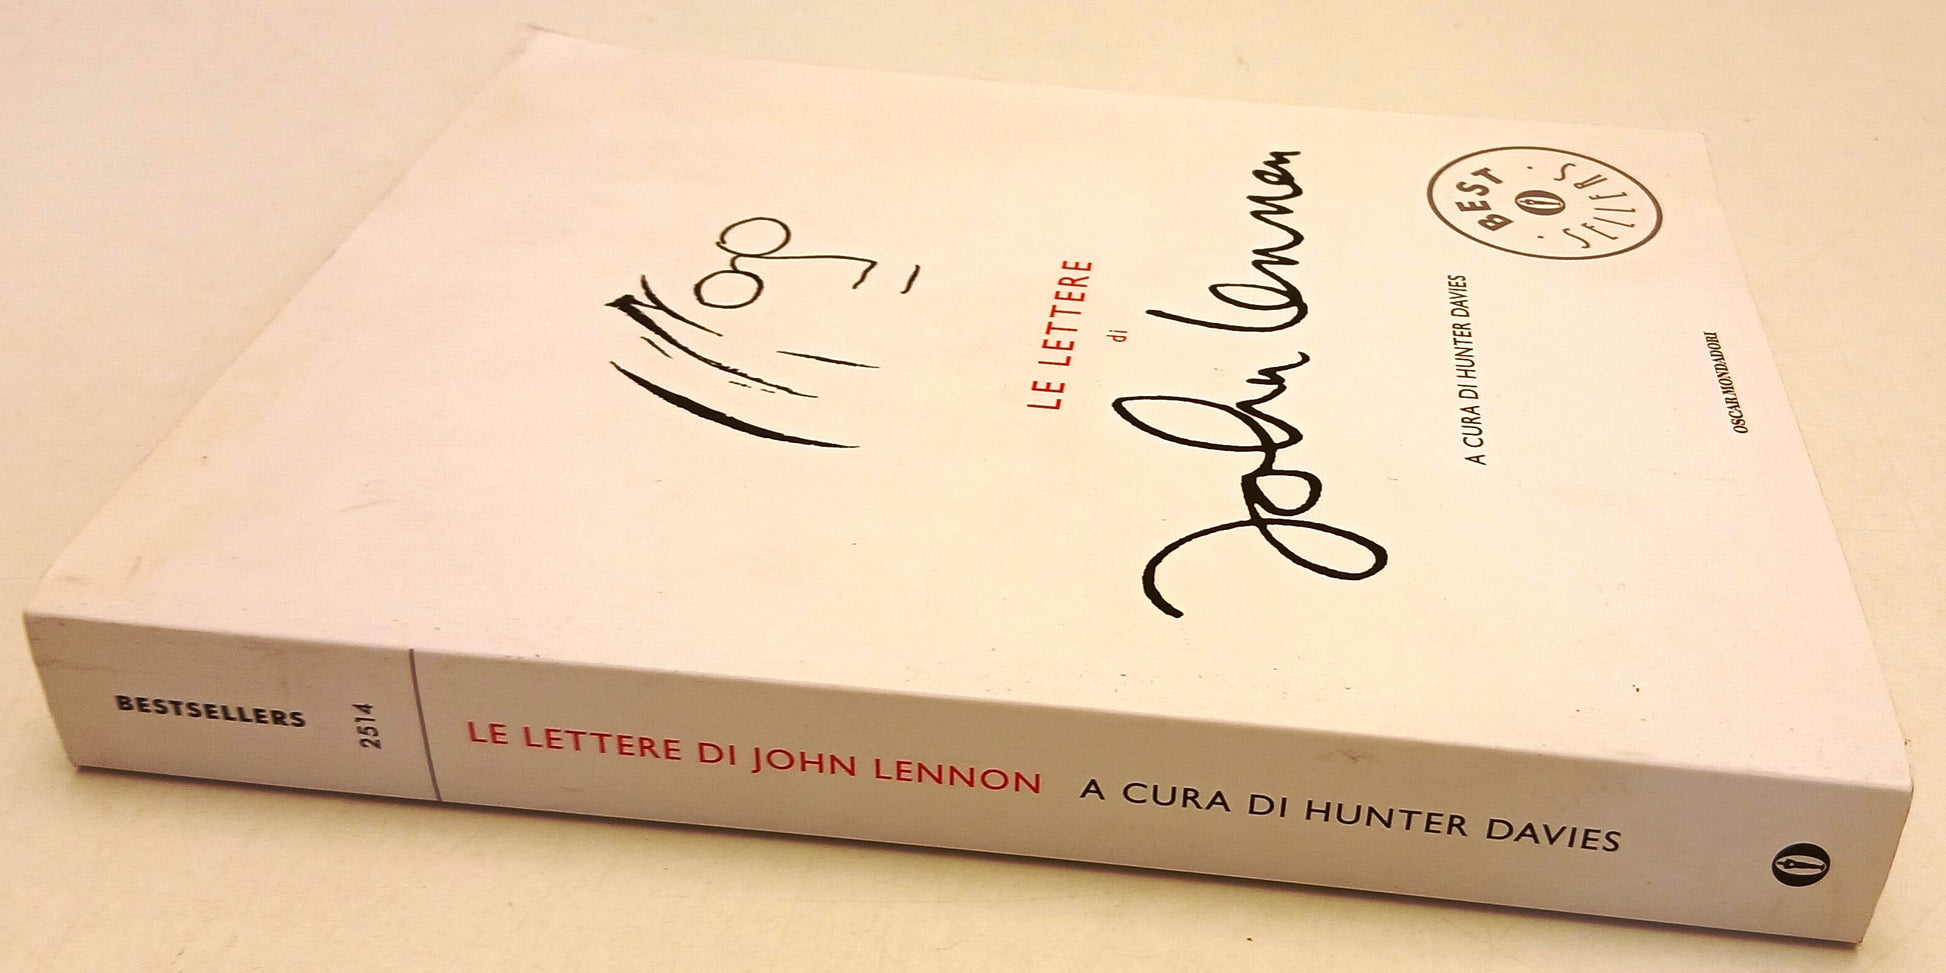 LE LETTERE
di
John Lennon
A CURA DI HUNTER DAVIES
BEST
SELLERS
OSCAR MONDADORI
BESTSELLERS
2514
LE LETTERE DI JOHN LENNON A CURA DI HUNTER DAVIES